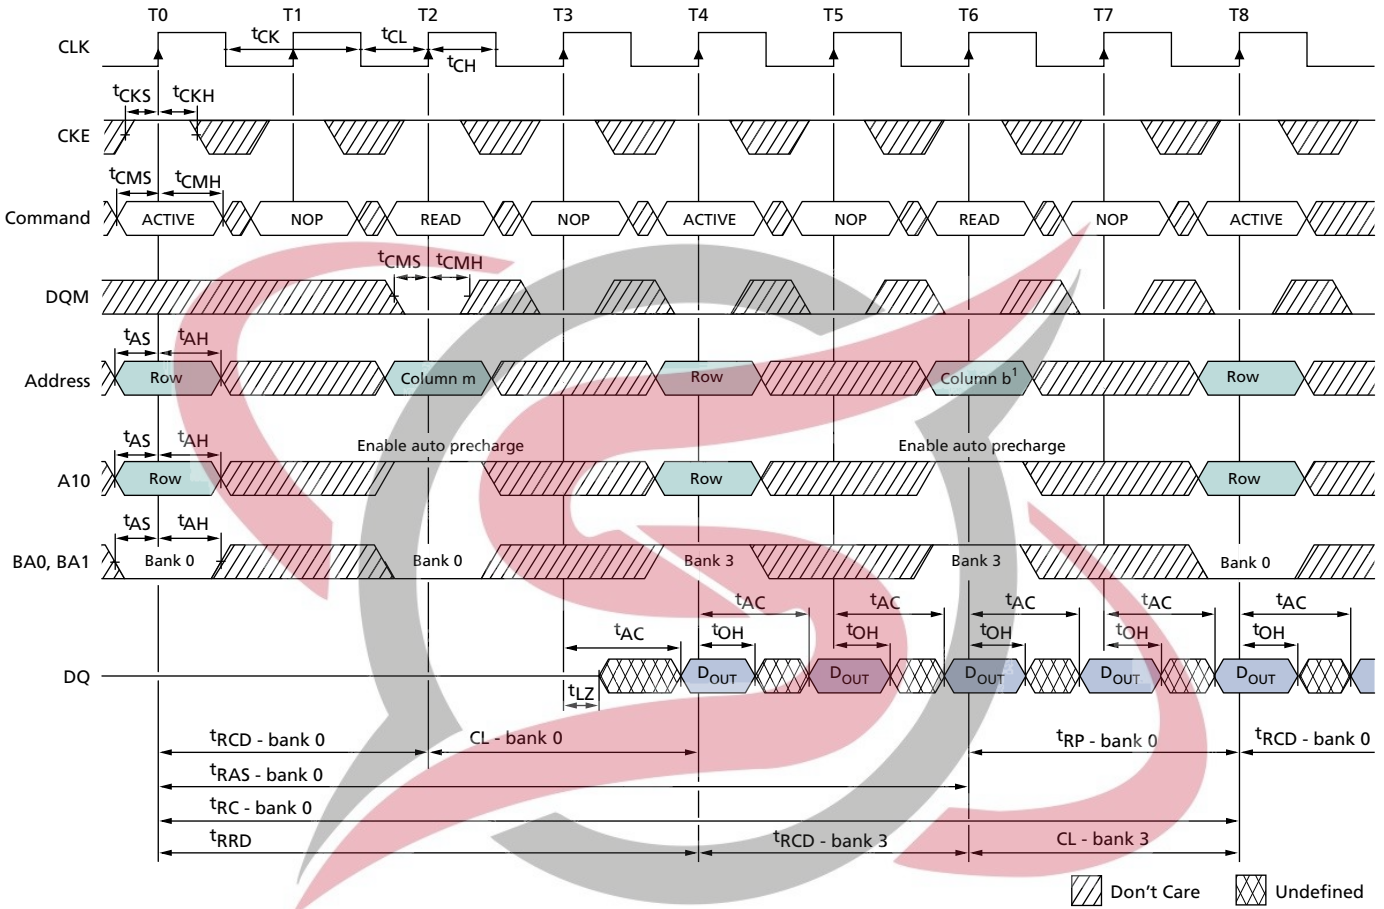 T0 T1 T2 T3 T4 T5 T6 T7 T8
CLK
tCK tCL
tCH
tCKS tCKH
CKE
tCMS tCMH
Command ACTIVE NOP READ NOP ACTIVE NOP READ NOP ACTIVE
tCMS tCMH
DQM
tAS tAH
Address Row Column m Row Column b1 Row
tAS tAH Enable auto precharge Enable auto precharge
A10 Row Row Row
tAS tAH
BA0, BA1 Bank 0 Bank 0 Bank 3 Bank 3 Bank 0
tAC tAC tAC tAC tAC
tAC tOH tOH tOH tOH tOH
DQ DOUT DOUT DOUT DOUT DOUT
tLZ
tRCD - bank 0 CL - bank 0 tRP - bank 0 tRCD - bank 0
tRAS - bank 0
tRC - bank 0
tRRD tRCD - bank 3 CL - bank 3
Don't Care Undefined